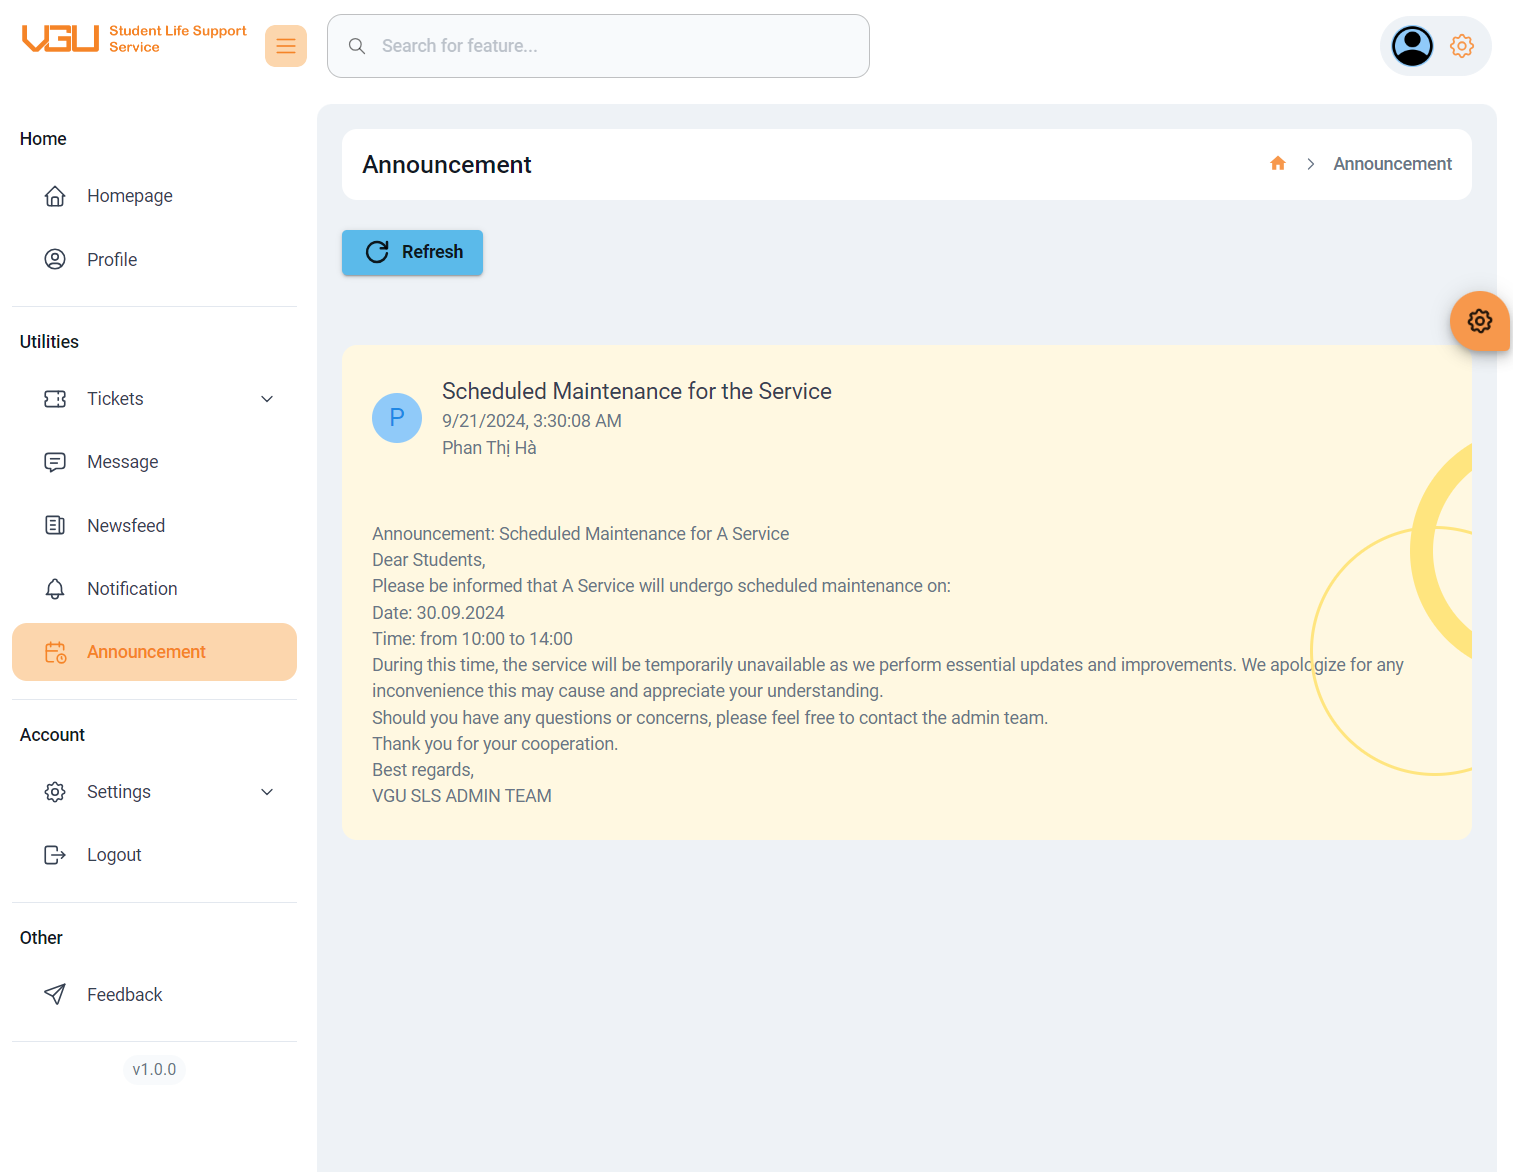 VGU Student Life Support
Service
Search for feature...
Home
Homepage
Profile
Utilities
Tickets
Message
Newsfeed
Notification
Announcement
Account
Settings
Logout
Other
Feedback
v1.0.0
Announcement
Announcement
Refresh
P
Scheduled Maintenance for the Service
9/21/2024, 3:30:08 AM
Phan Thị Hà
Announcement: Scheduled Maintenance for A Service
Dear Students,
Please be informed that A Service will undergo scheduled maintenance on:
Date: 30.09.2024
Time: from 10:00 to 14:00
During this time, the service will be temporarily unavailable as we perform essential updates and improvements. We apologize for any
inconvenience this may cause and appreciate your understanding.
Should you have any questions or concerns, please feel free to contact the admin team.
Thank you for your cooperation.
Best regards,
VGU SLS ADMIN TEAM